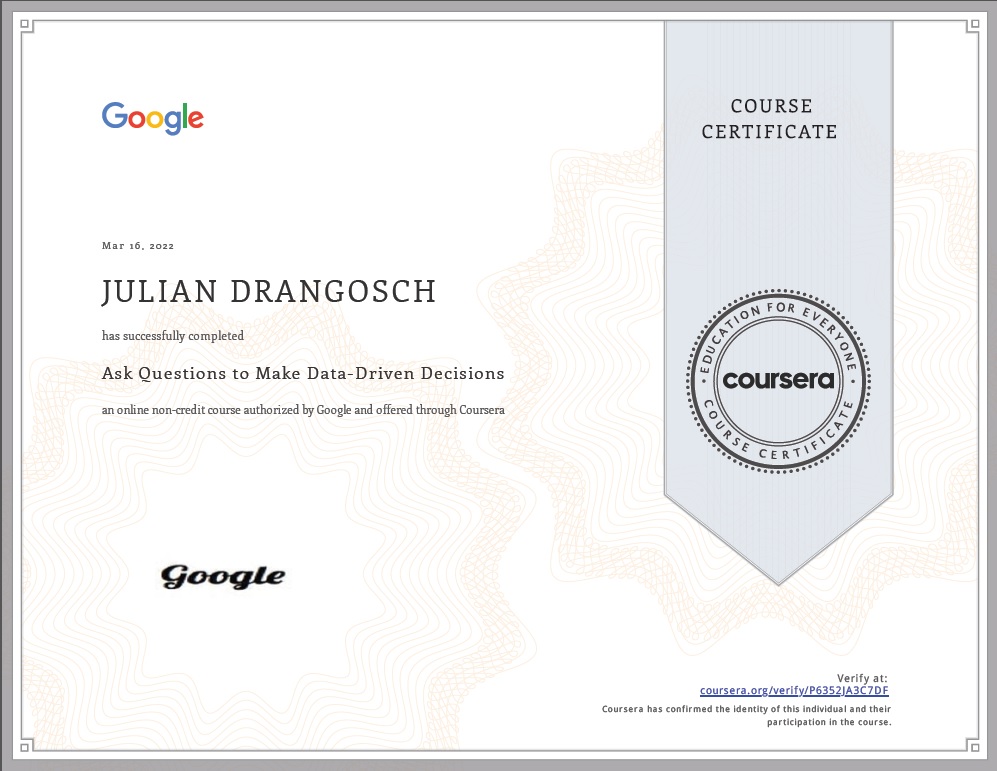 Google
COURSE
CERTIFICATE
Mar 16, 2022
JULIAN DRANGOSCH
has successfully completed
Ask Questions to Make Data-Driven Decisions
an online non-credit course authorized by Google and offered through Coursera
EDUCATION FOR EVERYONE
coursera
COURSE CERTIFICATE
Google
Verify at:
coursera.org/verify/P6352JA3C7DF
Coursera has confirmed the identity of this individual and their
participation in the course.